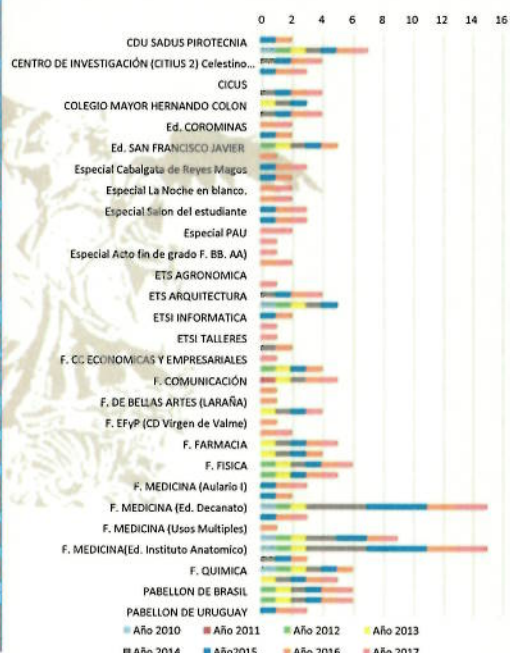 0 2 4 6 8 10 12 14 16
CDU SADUS PIROTECNIA
CENTRO DE INVESTIGACIÓN (CITIUS 2) Celestino...
CICUS
COLEGIO MAYOR HERNANDO COLON
Ed. COROMINAS
Ed. SAN FRANCISCO JAVIER
Especial Cabalgata de Reyes Magos
Especial La Noche en blanco.
Especial Salon del estudiante
Especial PAU
Especial Acto fin de grado F. BB. AA)
ETS AGRONOMICA
ETS ARQUITECTURA
ETSI INFORMATICA
ETSI TALLERES
F. CC ECONOMICAS Y EMPRESARIALES
F. COMUNICACIÓN
F. DE BELLAS ARTES (LARAÑA)
F. EFyP (CD Virgen de Valme)
F. FARMACIA
F. FISICA
F. MEDICINA (Aulario I)
F. MEDICINA (Ed. Decanato)
F. MEDICINA (Usos Multiples)
F. MEDICINA(Ed. Instituto Anatomico)
F. QUIMICA
PABELLON DE BRASIL
PABELLON DE URUGUAY
Año 2010 Año 2011 Año 2012 Año 2013
Año 2014 Año2015 Año 2016 Año 2017